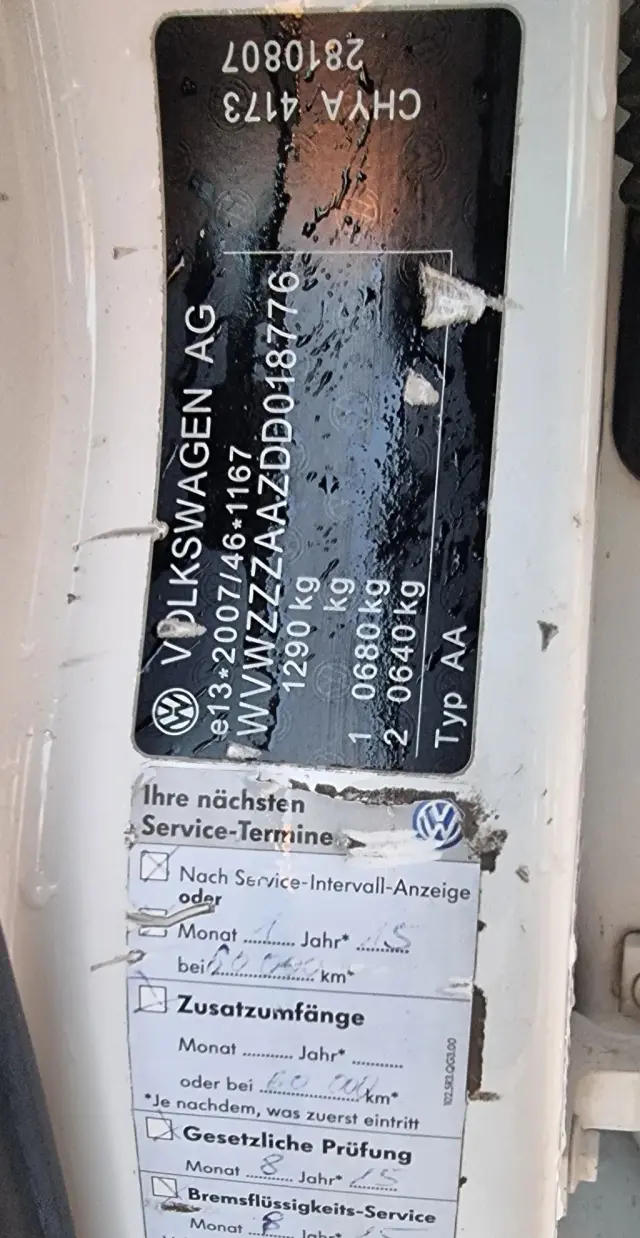 VOLKSWAGEN AG
e13*2007/46*1167
WVWZZZAAZDD018776
1290 kg
kg
1 0680 kg
2 0640 kg
Typ AA
CHYA 4173
2810807
Ihre nächsten
Service-Termine
Nach Service-Intervall-Anzeige
oder
Monat Jahr* 15
bei km*
Zusatzumfänge
Monat Jahr*
oder bei 60 000 km*
*Je nachdem, was zuerst eintritt
Gesetzliche Prüfung
Monat 8 Jahr* 15
Bremsflüssigkeits-Service
Monat 8 Jahr* 15